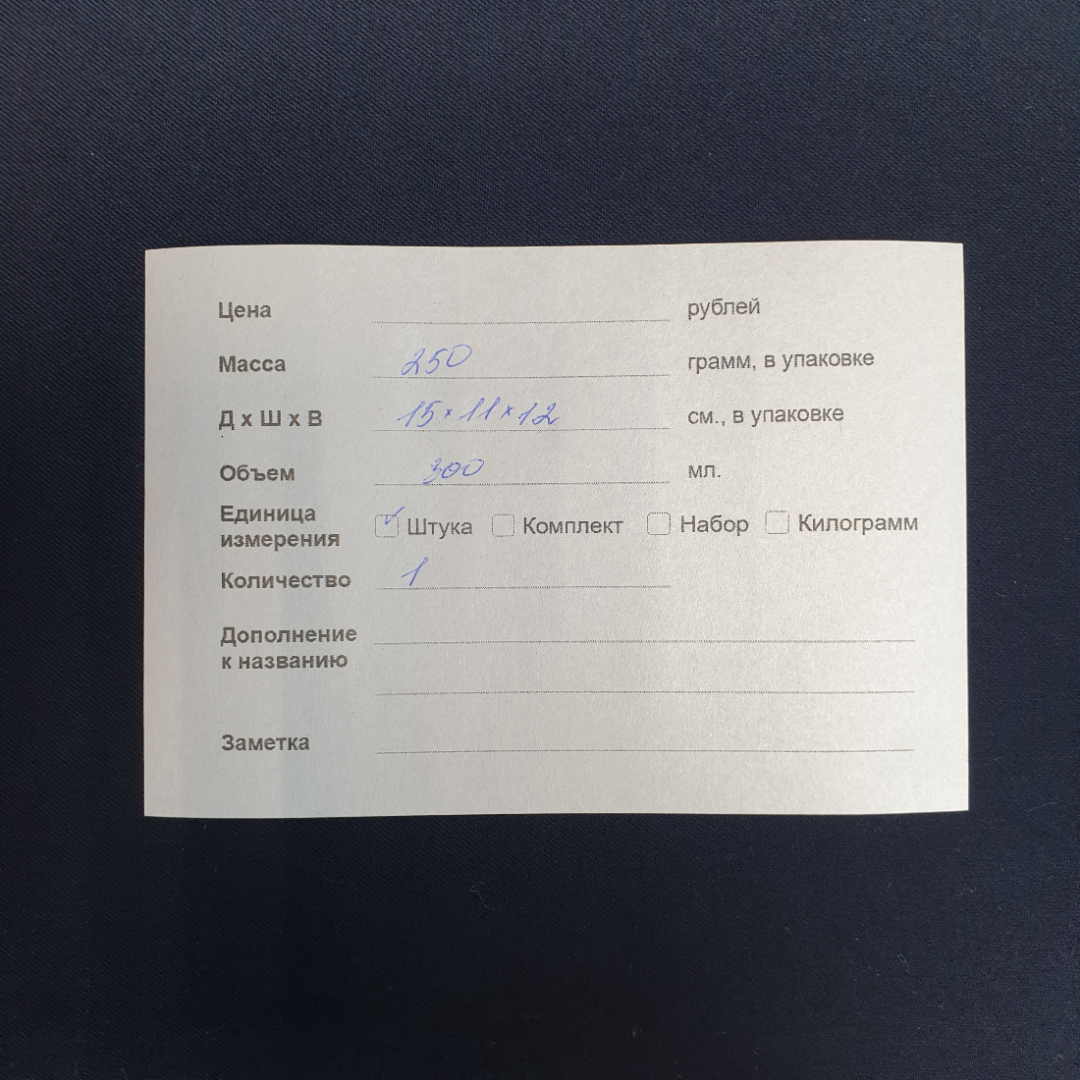 Цена рублей
Масса 250 грамм, в упаковке
Д х Ш х В 15×11×12 см., в упаковке
Объем 300 мл.
Единица
измерения ✓ Штука Комплект Набор Килограмм
Количество 1
Дополнение
к названию
Заметка